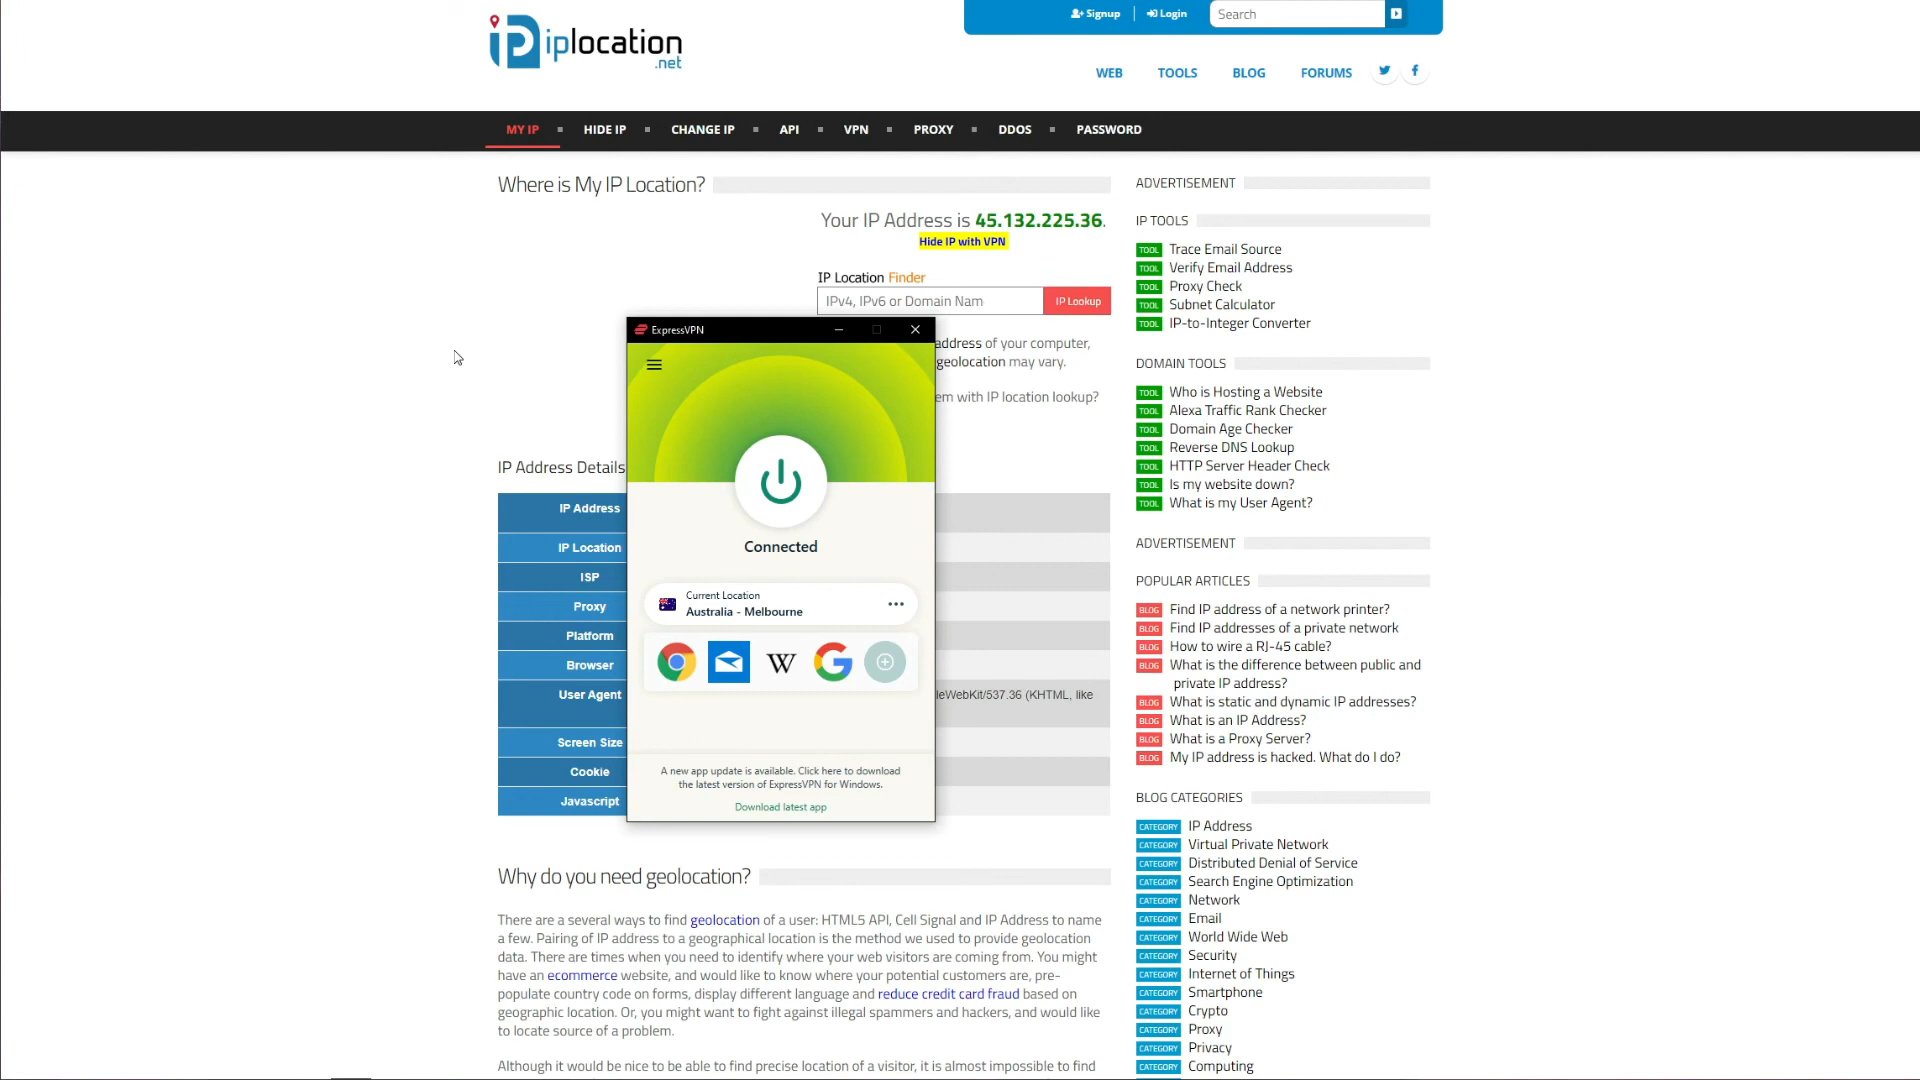 iplocation
.net
Signup
Login
Search
WEB
TOOLS
BLOG
FORUMS
MY IP
HIDE IP
CHANGE IP
API
VPN
PROXY
DDOS
PASSWORD
Where is My IP Location?
Your IP Address is 45.132.225.36.
Hide IP with VPN
IP Location Finder
IPv4, IPv6 or Domain Nam
IP Lookup
address of your computer,
geolocation may vary.
em with IP location lookup?
IP Address Details
IP Address
IP Location
ISP
Proxy
Platform
Browser
User Agent
leWebKit/537.36 (KHTML, like
Screen Size
Cookie
Javascript
ExpressVPN
Connected
Current Location
Australia - Melbourne
W
A new app update is available. Click here to download
the latest version of ExpressVPN for Windows.
Download latest app
Why do you need geolocation?
There are a several ways to find geolocation of a user: HTML5 API, Cell Signal and IP Address to name
a few. Pairing of IP address to a geographical location is the method we used to provide geolocation
data. There are times when you need to identify where your web visitors are coming from. You might
have an ecommerce website, and would like to know where your potential customers are, pre-
populate country code on forms, display different language and reduce credit card fraud based on
geographic location. Or, you might want to fight against illegal spammers and hackers, and would like
to locate source of a problem.
Although it would be nice to be able to find precise location of a visitor, it is almost impossible to find
ADVERTISEMENT
IP TOOLS
TOOL Trace Email Source
TOOL Verify Email Address
TOOL Proxy Check
TOOL Subnet Calculator
TOOL IP-to-Integer Converter
DOMAIN TOOLS
TOOL Who is Hosting a Website
TOOL Alexa Traffic Rank Checker
TOOL Domain Age Checker
TOOL Reverse DNS Lookup
TOOL HTTP Server Header Check
TOOL Is my website down?
TOOL What is my User Agent?
ADVERTISEMENT
POPULAR ARTICLES
BLOG Find IP address of a network printer?
BLOG Find IP addresses of a private network
BLOG How to wire a RJ-45 cable?
BLOG What is the difference between public and
private IP address?
BLOG What is static and dynamic IP addresses?
BLOG What is an IP Address?
BLOG What is a Proxy Server?
BLOG My IP address is hacked. What do I do?
BLOG CATEGORIES
CATEGORY IP Address
CATEGORY Virtual Private Network
CATEGORY Distributed Denial of Service
CATEGORY Search Engine Optimization
CATEGORY Network
CATEGORY Email
CATEGORY World Wide Web
CATEGORY Security
CATEGORY Internet of Things
CATEGORY Smartphone
CATEGORY Crypto
CATEGORY Proxy
CATEGORY Privacy
CATEGORY Computing